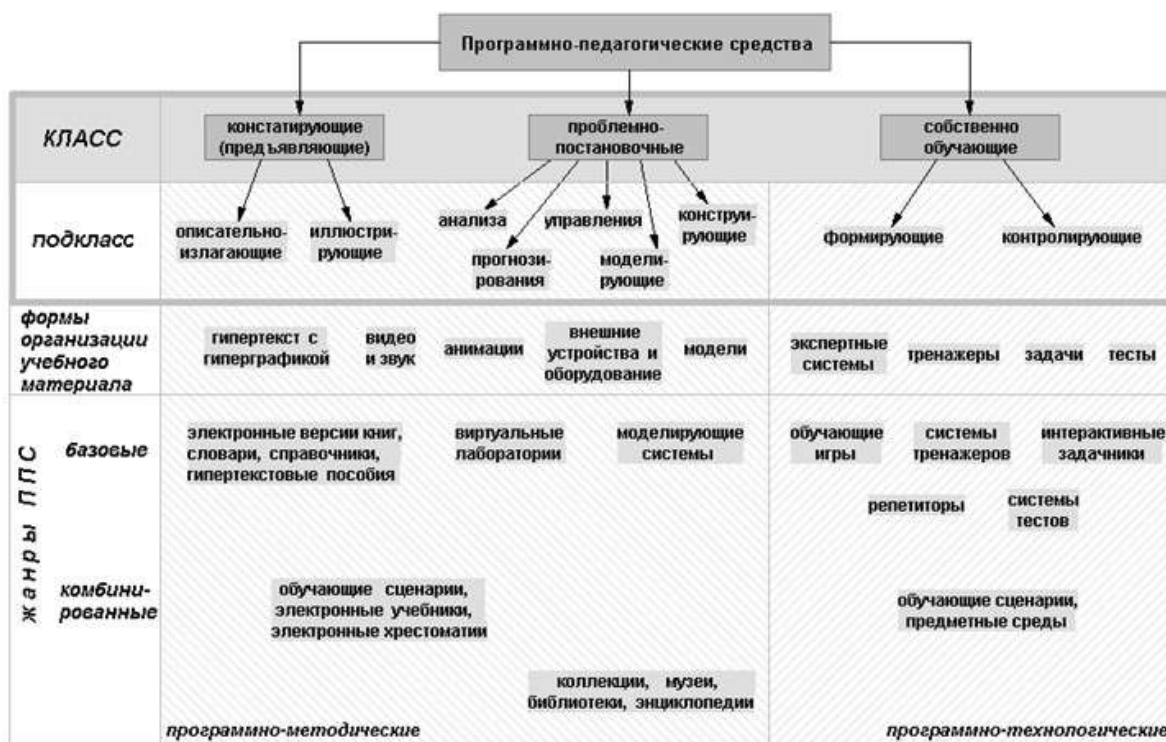 Программно-педагогические средства
КЛАСС
констатирующие
(предъявляющие)
проблемно-
постановочные
собственно
обучающие
подкласс
описательно-
излагающие
иллюстри-
рующие
анализа
прогнози-
рования
управления
модели-
рующие
конструи-
рующие
формирующие
контролирующие
формы
организации
учебного
материала
гипертекст с
гиперграфикой
видео
и звук
анимации
внешние
устройства и
оборудование
модели
экспертные
системы
тренажеры
задачи
тесты
жанры ППС
базовые
электронные версии книг,
словари, справочники,
гипертекстовые пособия
виртуальные
лаборатории
моделирующие
системы
обучающие
игры
системы
тренажеров
интерактивные
задачники
репетиторы
системы
тестов
комбини-
рованные
обучающие сценарии,
электронные учебники,
электронные хрестоматии
обучающие сценарии,
предметные среды
коллекции, музеи,
библиотеки, энциклопедии
программно-методические
программно-технологические